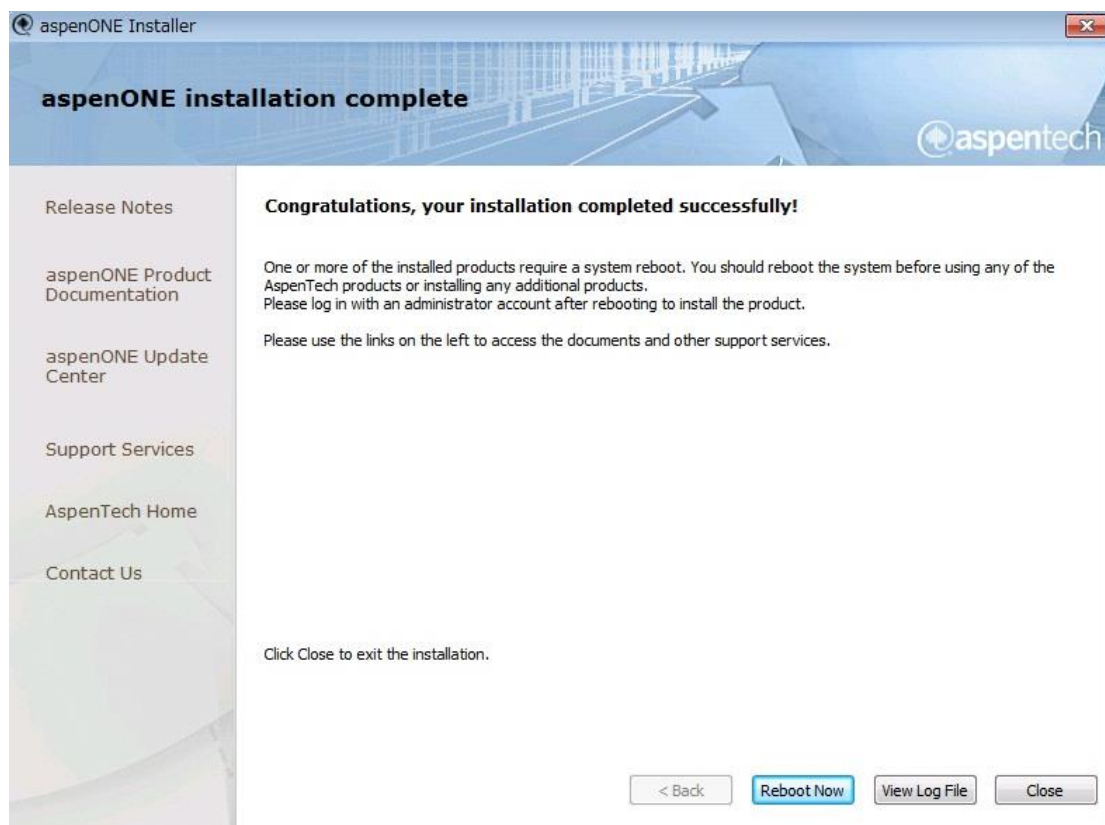 aspenONE Installer
aspenONE installation complete
aspentech
Release Notes
aspenONE Product
Documentation
aspenONE Update
Center
Support Services
AspenTech Home
Contact Us
Congratulations, your installation completed successfully!
One or more of the installed products require a system reboot. You should reboot the system before using any of the
AspenTech products or installing any additional products.
Please log in with an administrator account after rebooting to install the product.
Please use the links on the left to access the documents and other support services.
Click Close to exit the installation.
< Back
Reboot Now
View Log File
Close